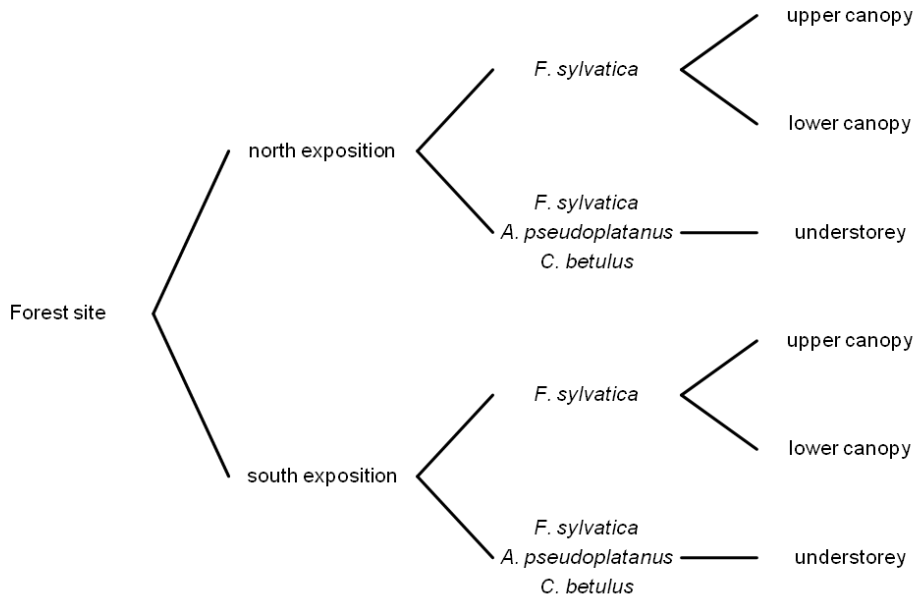 upper canopy
F. sylvatica
lower canopy
north exposition
F. sylvatica
A. pseudoplatanus
C. betulus
understorey
Forest site
upper canopy
F. sylvatica
lower canopy
south exposition
F. sylvatica
A. pseudoplatanus
C. betulus
understorey